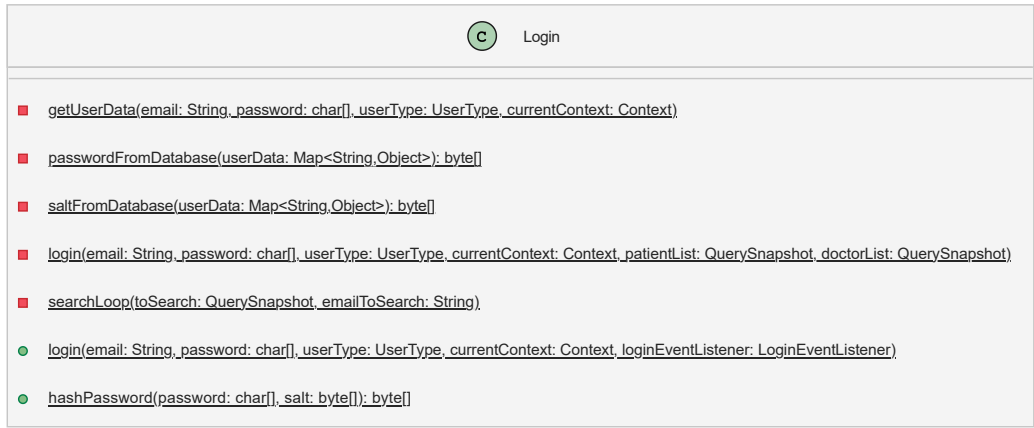 C Login
getUserData(email: String, password: char[], userType: UserType, currentContext: Context)
passwordFromDatabase(userData: Map<String,Object>): byte[]
saltFromDatabase(userData: Map<String,Object>): byte[]
login(email: String, password: char[], userType: UserType, currentContext: Context, patientList: QuerySnapshot, doctorList: QuerySnapshot)
searchLoop(toSearch: QuerySnapshot, emailToSearch: String)
login(email: String, password: char[], userType: UserType, currentContext: Context, loginEventListener: LoginEventListener)
hashPassword(password: char[], salt: byte[]): byte[]